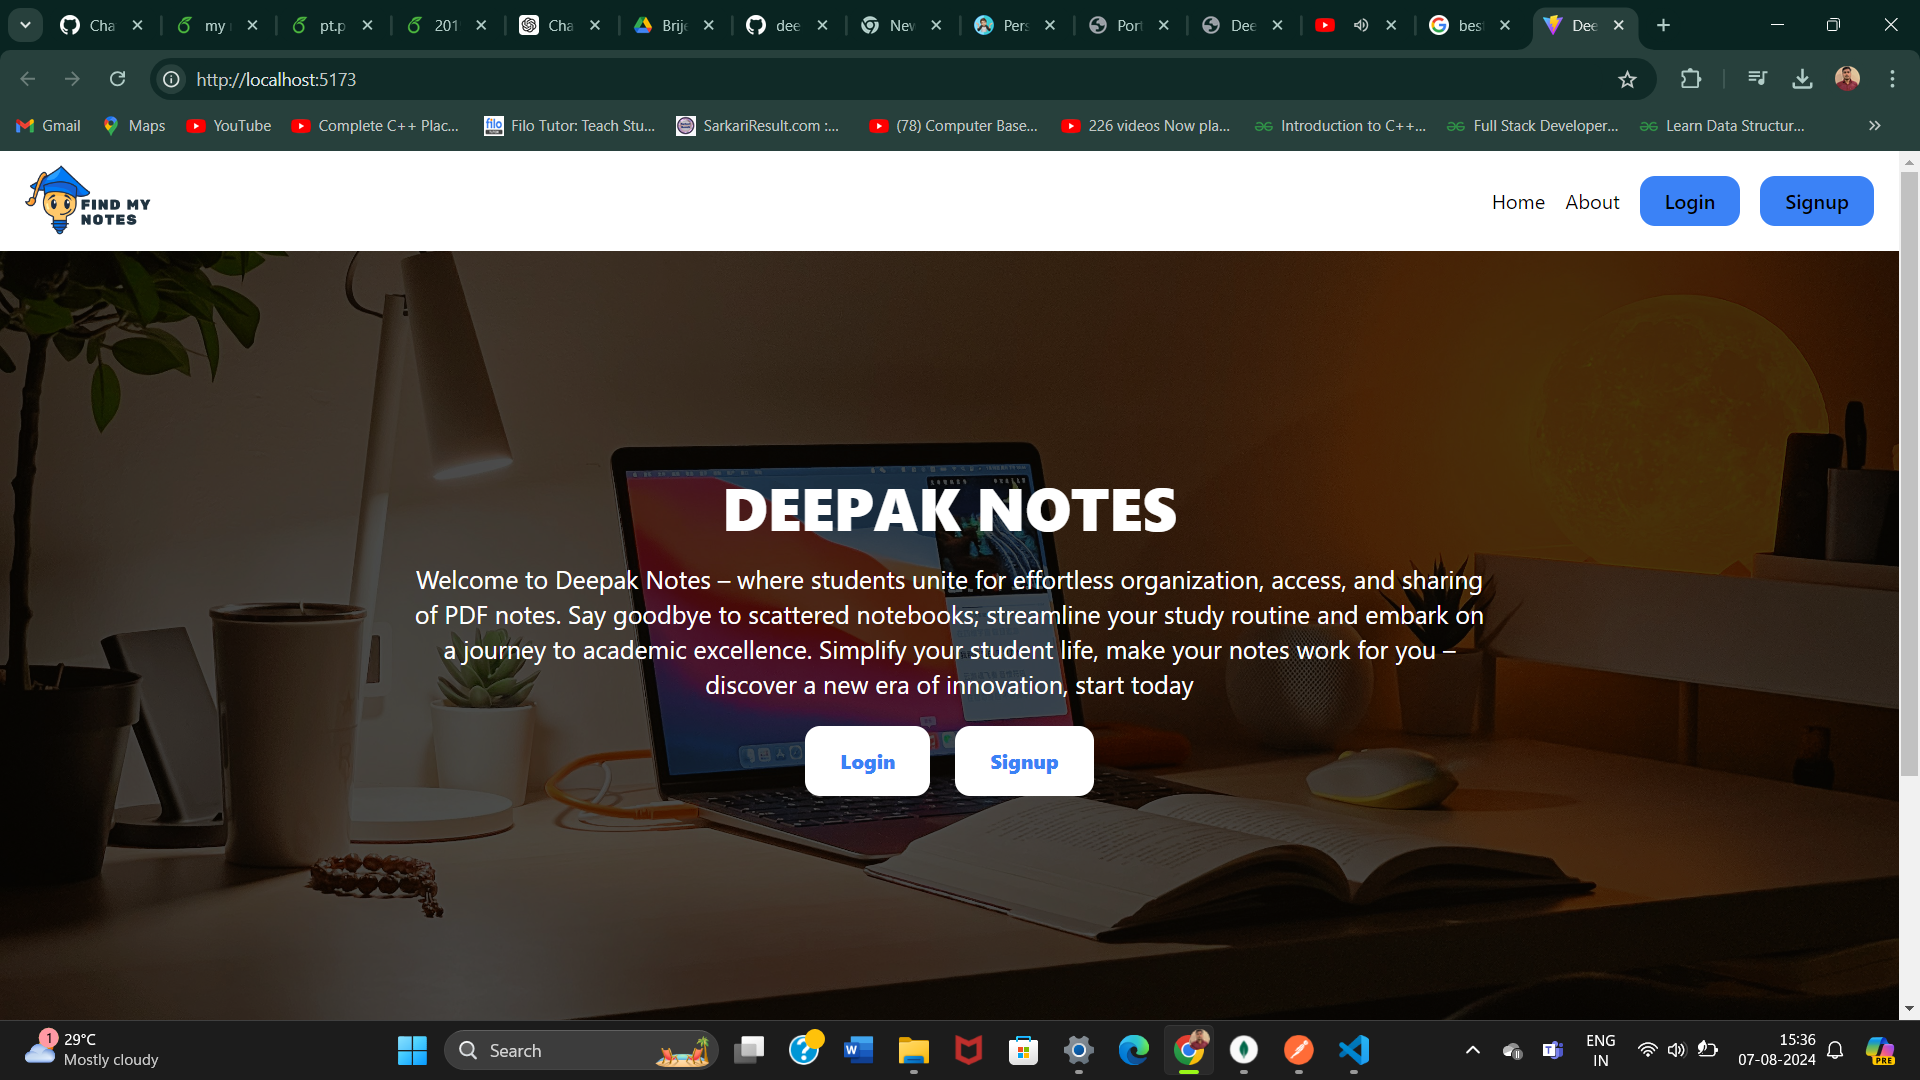 Cha
my
pt.p
201
Cha
Brije
dee
New
Pers
Port
Dee
bes
Dee
http://localhost:5173
Gmail
Maps
YouTube
Complete C++ Plac...
Filo Tutor: Teach Stu...
SarkariResult.com :...
(78) Computer Base...
226 videos Now pla...
Introduction to C++...
Full Stack Developer...
Learn Data Structur...
FIND MY
NOTES
Home
About
Login
Signup
DEEPAK NOTES
Welcome to Deepak Notes – where students unite for effortless organization, access, and sharing
of PDF notes. Say goodbye to scattered notebooks; streamline your study routine and embark on
a journey to academic excellence. Simplify your student life, make your notes work for you –
discover a new era of innovation, start today
Login
Signup
1
29°C
Mostly cloudy
Search
ENG
IN
15:36
07-08-2024
PRE